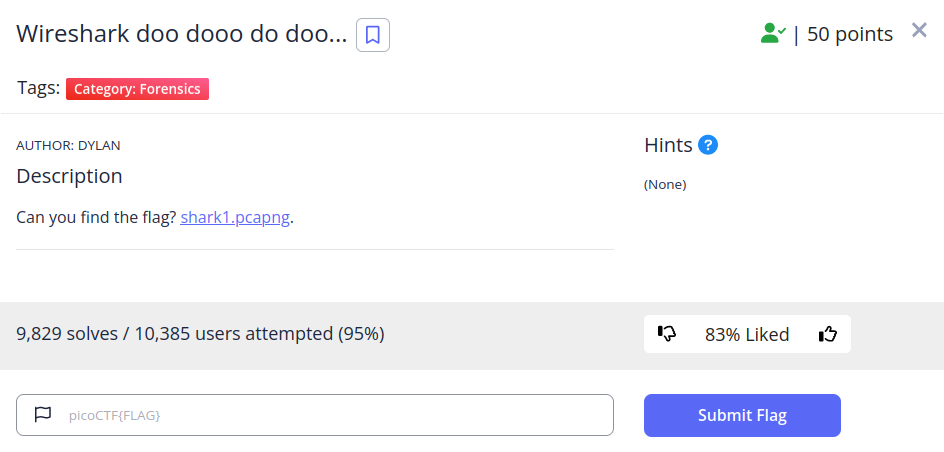 Wireshark doo dooo do doo...
| 50 points
Tags: Category: Forensics
AUTHOR: DYLAN
Description
Can you find the flag? shark1.pcapng.
Hints ?
(None)
9,829 solves / 10,385 users attempted (95%)
83% Liked
picoCTF{FLAG}
Submit Flag